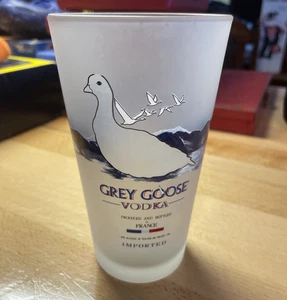 GREY GOOSE
VODKA
PRODUCED AND BOTTLED
FRANCE
IMPORTED